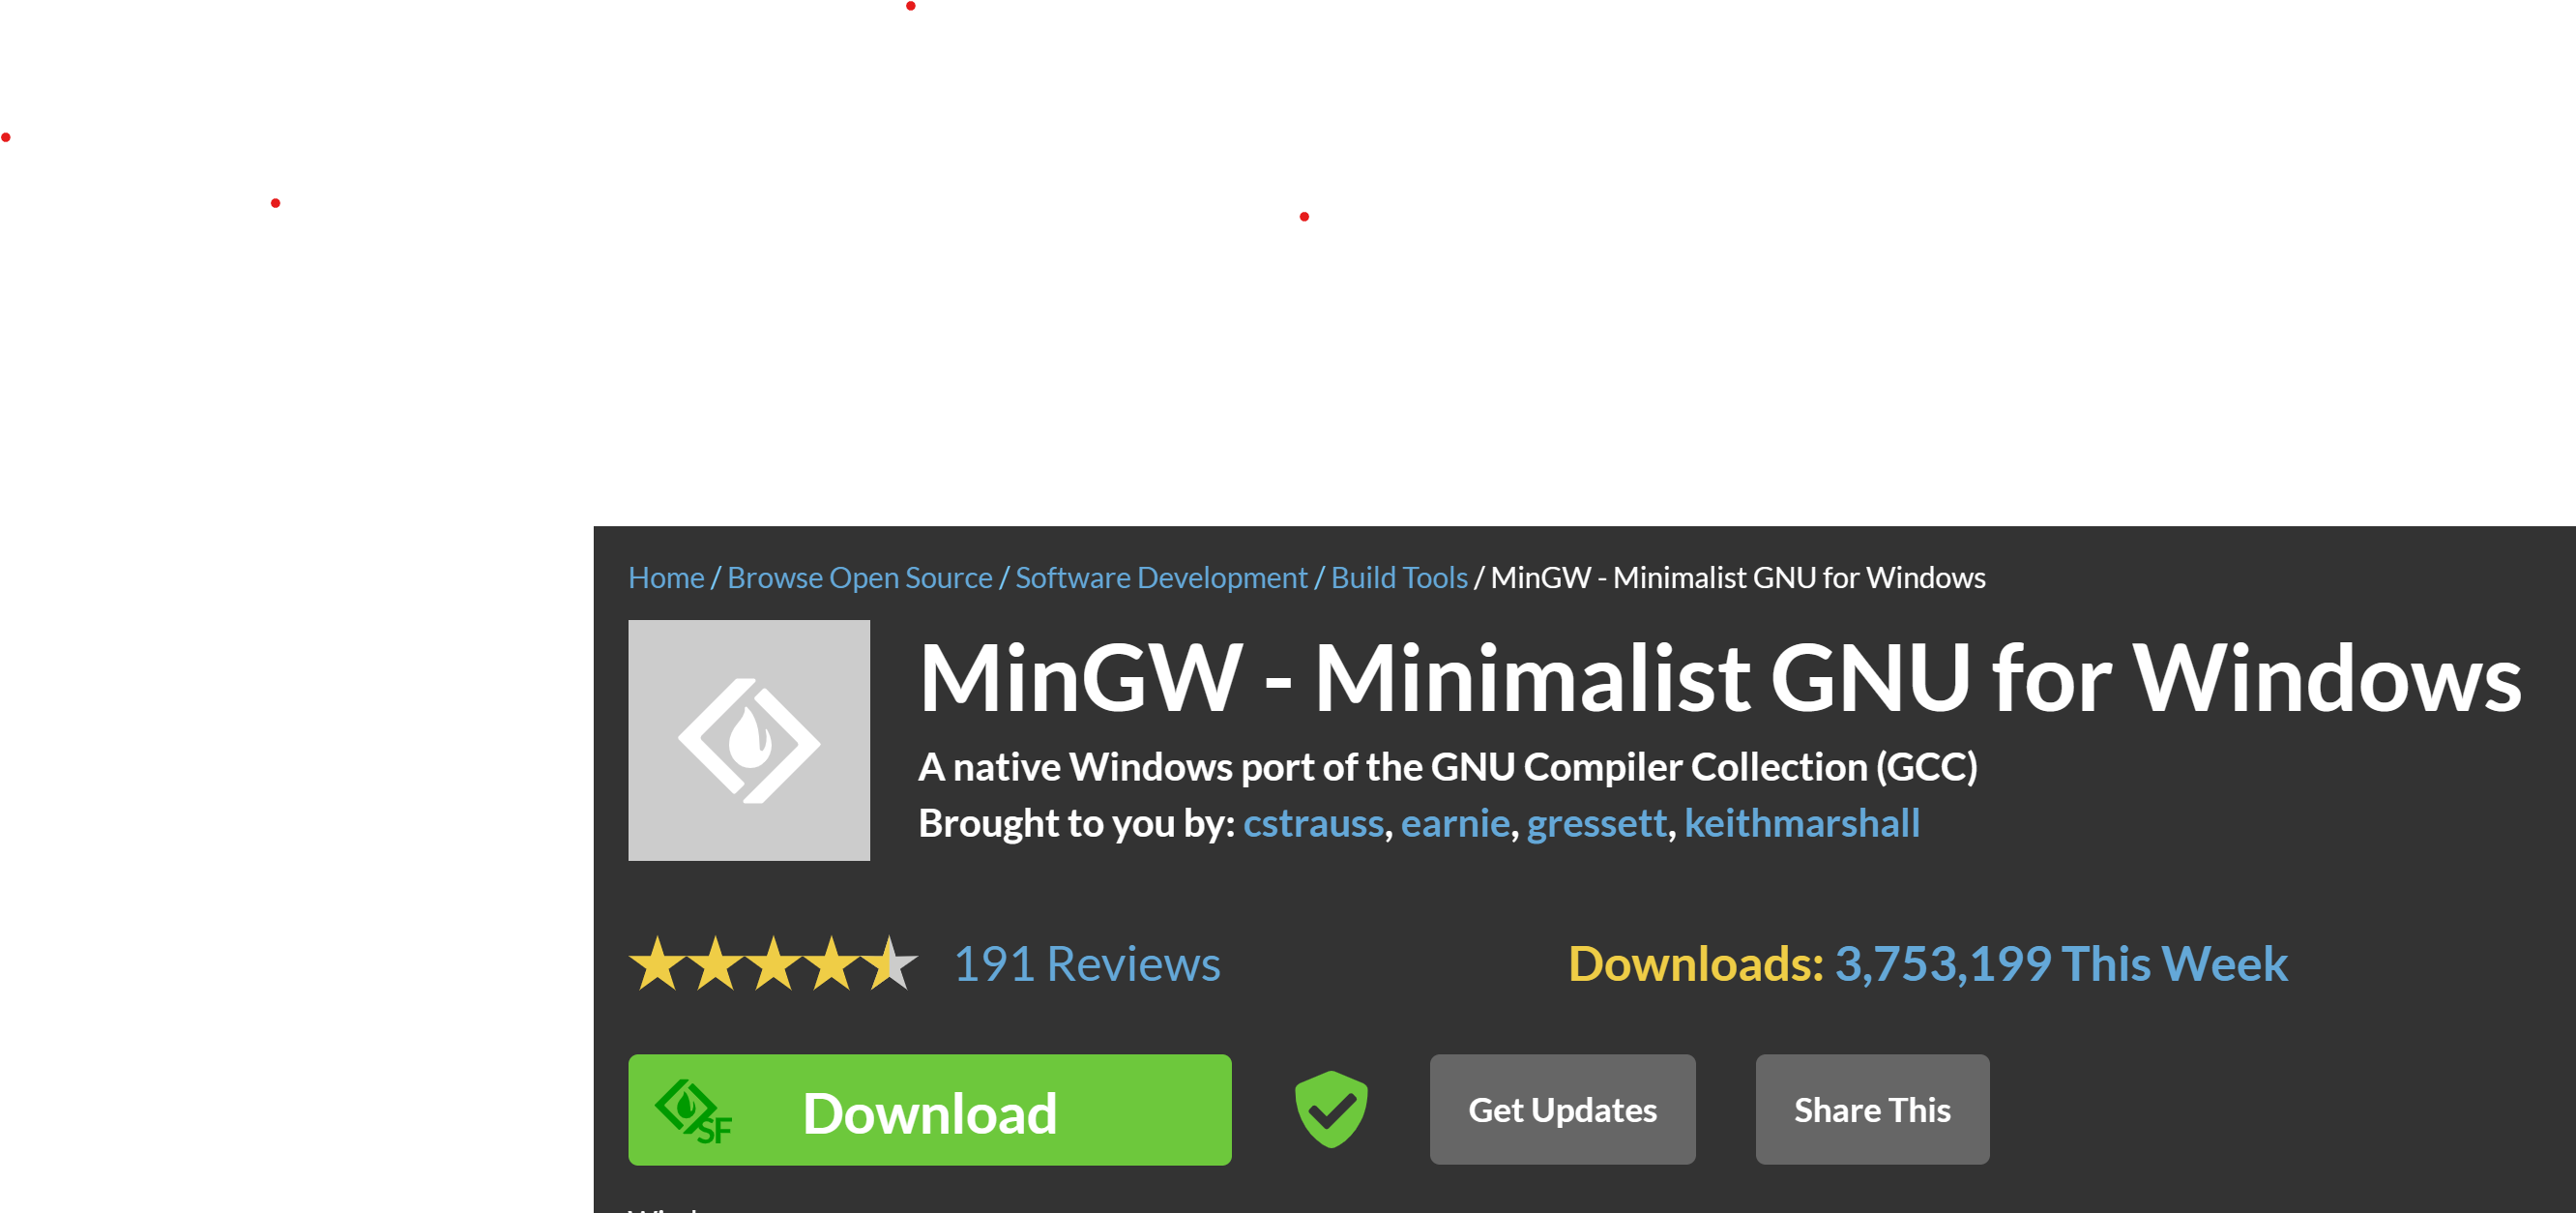 Home / Browse Open Source / Software Development / Build Tools / MinGW - Minimalist GNU for Windows
MinGW - Minimalist GNU for Windows
A native Windows port of the GNU Compiler Collection (GCC)
Brought to you by: cstrauss, earnie, gressett, keithmarshall
191 Reviews
Downloads: 3,753,199 This Week
SF
Download
Get Updates
Share This